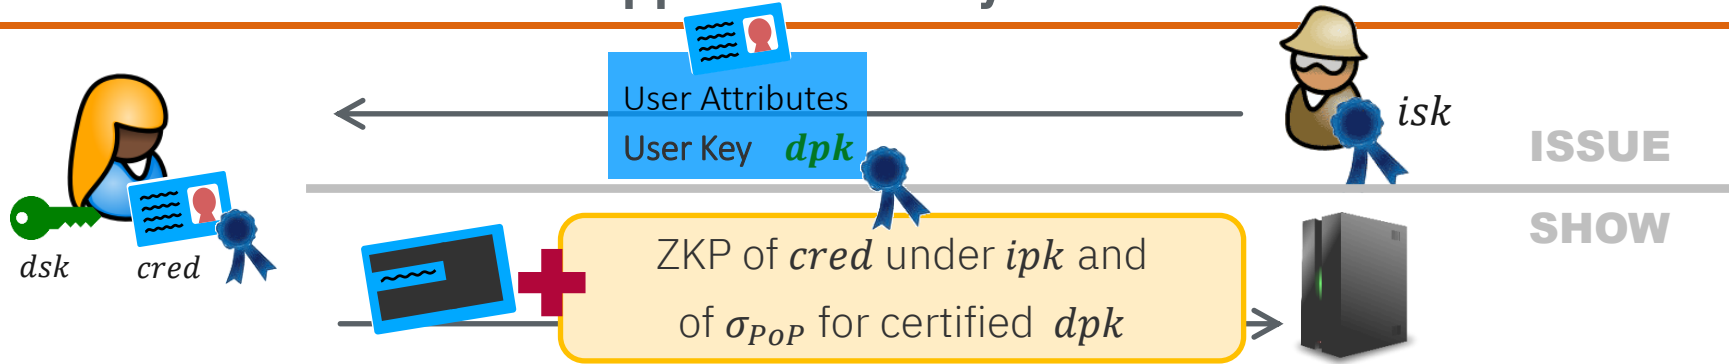 User Attributes
User Key dpk
isk
ISSUE
SHOW
dsk cred
ZKP of cred under ipk and
of σPoP for certified dpk